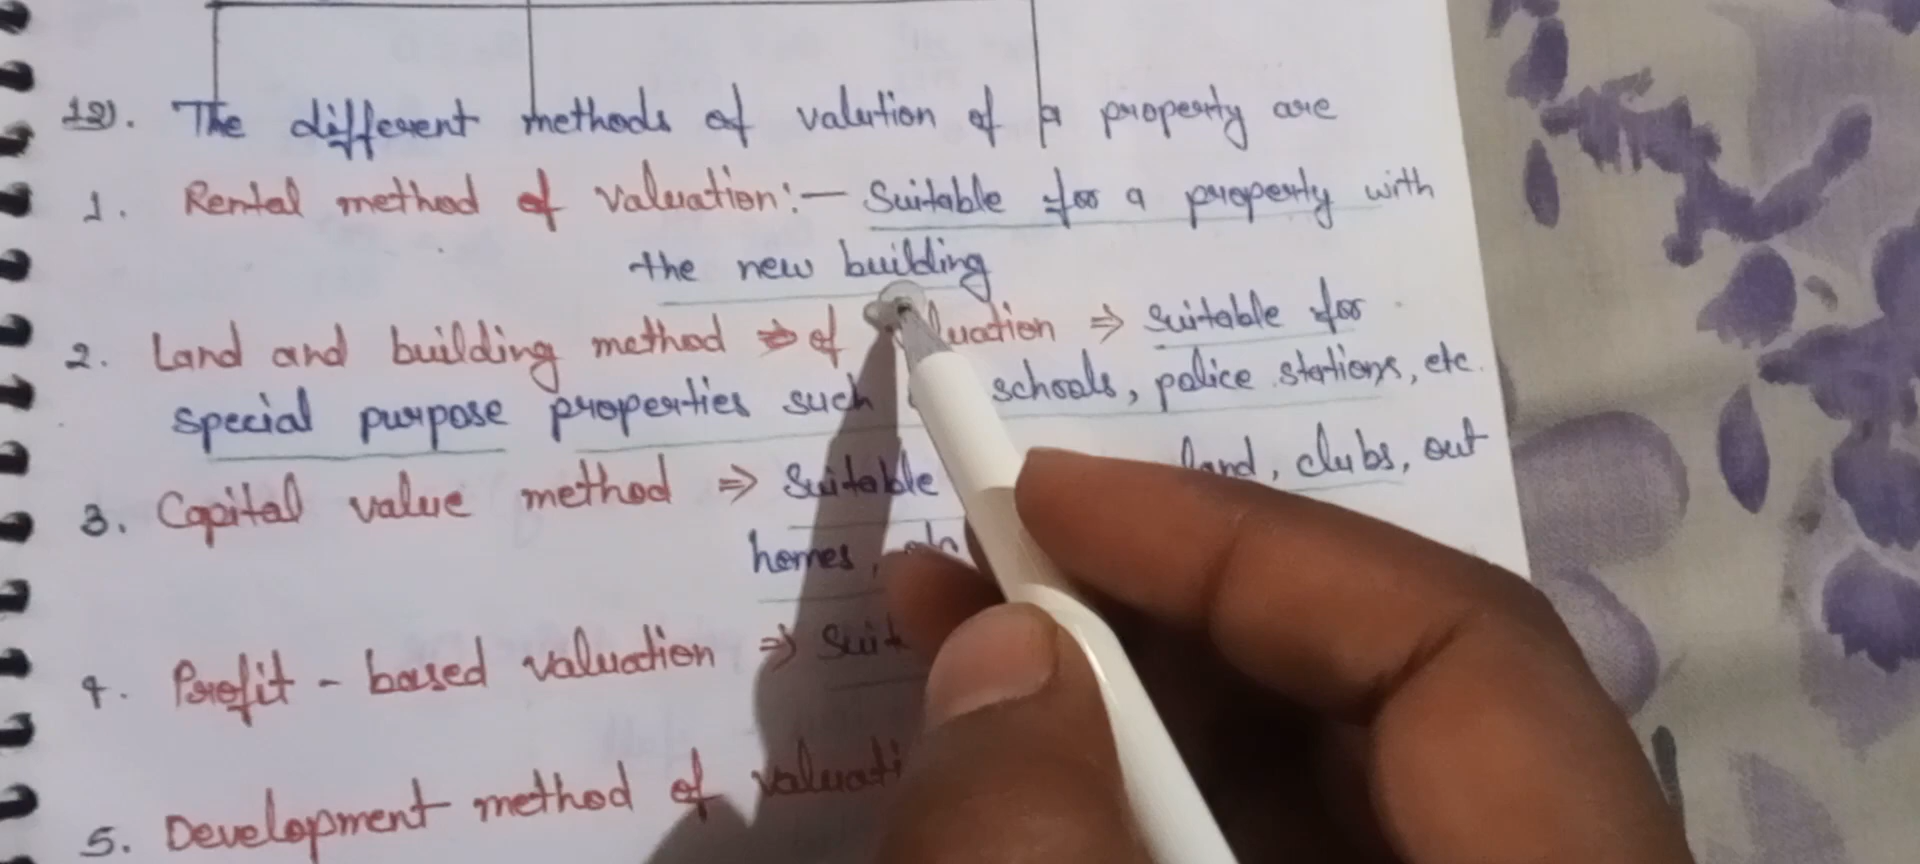 12). The different methods of valution of a property are
1. Rental method of valuation:- Suitable for a property with
the new building
2. Land and building method of valuation ⇒ suitable for
special purpose properties such schools, police stations, etc.
3. Capital value method ⇒ Suitable land, clubs, out
homes,
4. Profit - based valuation ⇒
5. Development method of